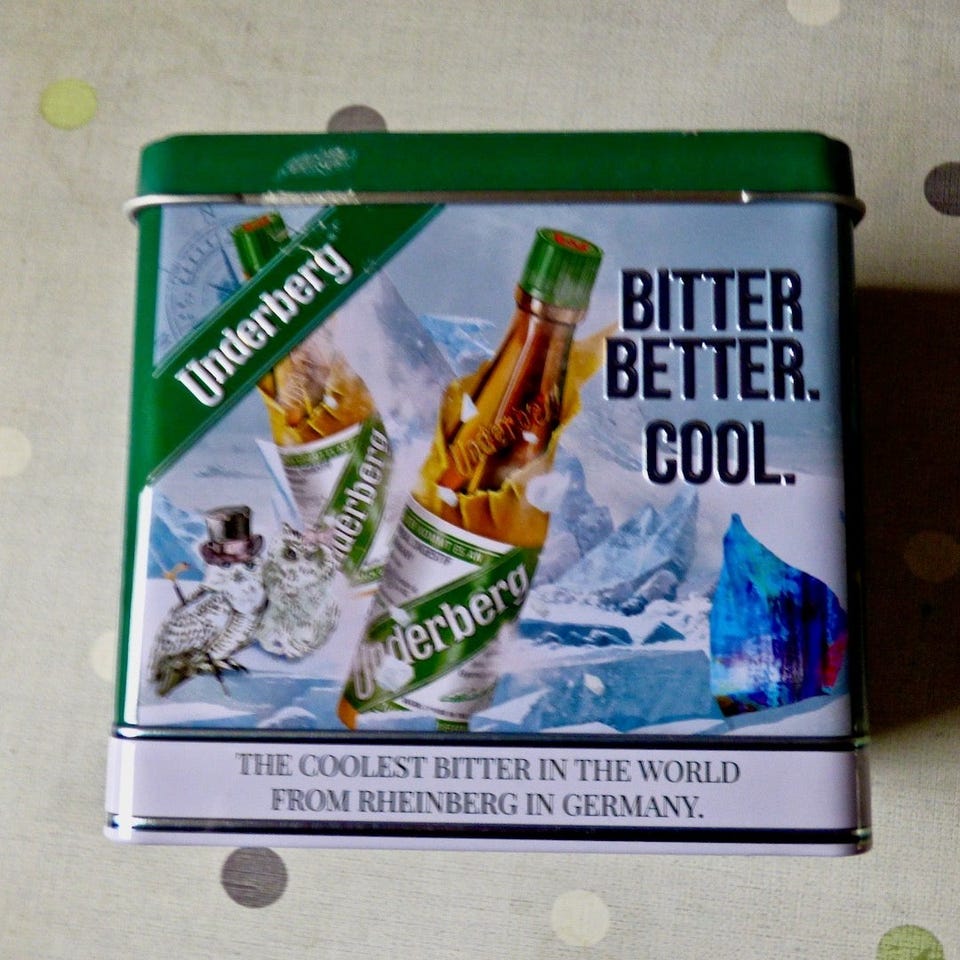 Underberg
BITTER
BETTER.
COOL.
Underberg
Underberg
Underberg
THE COOLEST BITTER IN THE WORLD
FROM RHEINBERG IN GERMANY.